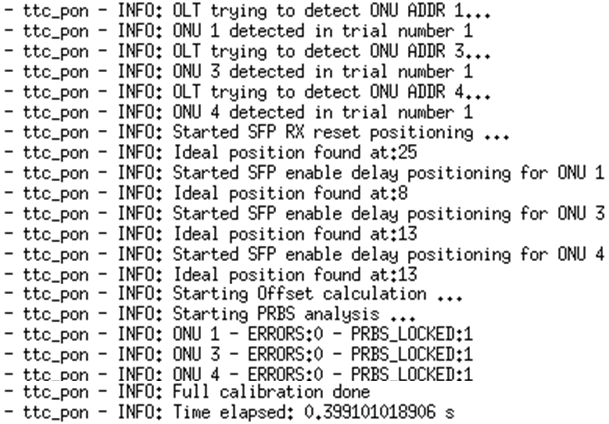 - ttc_pon - INFO: OLT trying to detect ONU ADDR 1...
- ttc_pon - INFO: ONU 1 detected in trial number 1
- ttc_pon - INFO: OLT trying to detect ONU ADDR 3...
- ttc_pon - INFO: ONU 3 detected in trial number 1
- ttc_pon - INFO: OLT trying to detect ONU ADDR 4...
- ttc_pon - INFO: ONU 4 detected in trial number 1
- ttc_pon - INFO: Started SFP RX reset positioning ...
- ttc_pon - INFO: Ideal position found at:25
- ttc_pon - INFO: Started SFP enable delay positioning for ONU 1
- ttc_pon - INFO: Ideal position found at:8
- ttc_pon - INFO: Started SFP enable delay positioning for ONU 3
- ttc_pon - INFO: Ideal position found at:13
- ttc_pon - INFO: Started SFP enable delay positioning for ONU 4
- ttc_pon - INFO: Ideal position found at:13
- ttc_pon - INFO: Starting Offset calculation ...
- ttc_pon - INFO: Starting PRBS analysis ...
- ttc_pon - INFO: ONU 1 - ERRORS:0 - PRBS_LOCKED:1
- ttc_pon - INFO: ONU 3 - ERRORS:0 - PRBS_LOCKED:1
- ttc_pon - INFO: ONU 4 - ERRORS:0 - PRBS_LOCKED:1
- ttc_pon - INFO: Full calibration done
- ttc_pon - INFO: Time elapsed: 0.399101018906 s